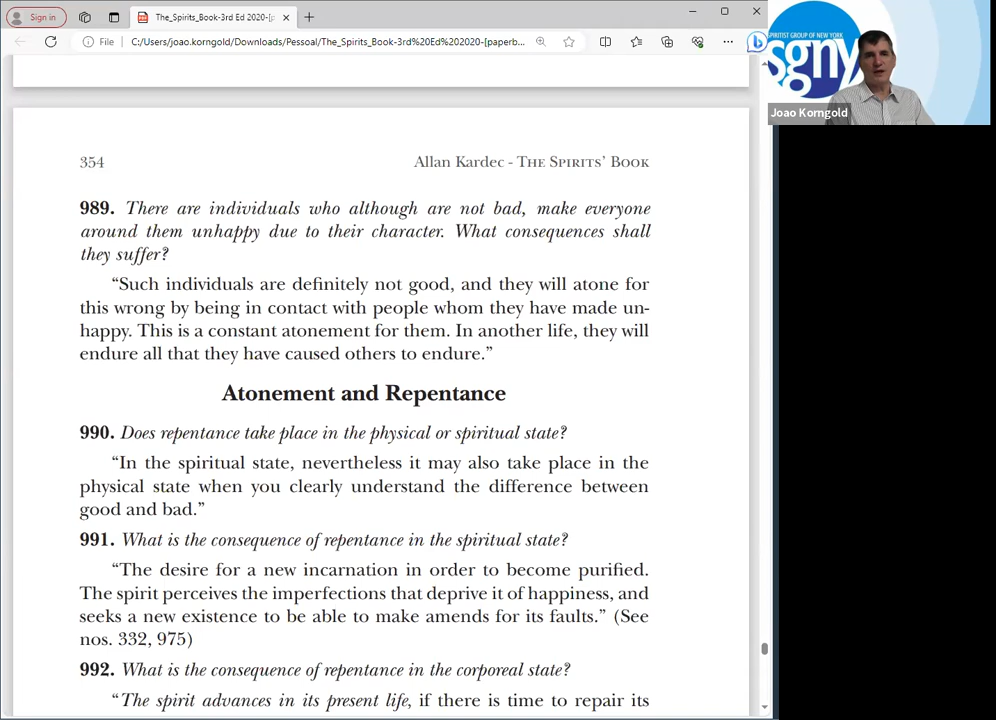 Sign in
The_Spirits_Book-3rd Ed 2020-[p
File
C:/Users/joao.korngold/Downloads/Pessoal/The_Spirits_Book-3rd%20Ed%202020-[paperb...
SPIRITIST GROUP OF NEW YORK
sgny
Joao Korngold
354
Allan Kardec - The Spirits’ Book
989. There are individuals who although are not bad, make everyone
around them unhappy due to their character. What consequences shall
they suffer?
“Such individuals are definitely not good, and they will atone for
this wrong by being in contact with people whom they have made un-
happy. This is a constant atonement for them. In another life, they will
endure all that they have caused others to endure.”
Atonement and Repentance
990. Does repentance take place in the physical or spiritual state?
“In the spiritual state, nevertheless it may also take place in the
physical state when you clearly understand the difference between
good and bad.”
991. What is the consequence of repentance in the spiritual state?
“The desire for a new incarnation in order to become purified.
The spirit perceives the imperfections that deprive it of happiness, and
seeks a new existence to be able to make amends for its faults.” (See
nos. 332, 975)
992. What is the consequence of repentance in the corporeal state?
“The spirit advances in its present life, if there is time to repair its